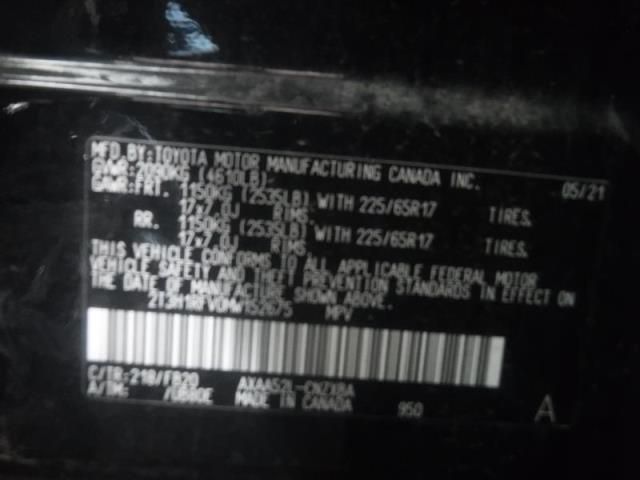 MFD.BY:TOYOTA MOTOR MANUFACTURING CANADA INC.
GVWR:2090KG (4610LB) 05/21
GAWR:FRT. 1150KG (2535LB) WITH 225/65R17 TIRES,
17x7.0J RIMS,
RR. 1150KG (2535LB) WITH 225/65R17 TIRES,
17x7.0J RIMS,
THIS VEHICLE CONFORMS TO ALL APPLICABLE FEDERAL MOTOR
VEHICLE SAFETY AND THEFT PREVENTION STANDARDS IN EFFECT ON
THE DATE OF MANUFACTURE SHOWN ABOVE.
MPV
C/TR:218/FB20
A/TM: MADE IN CANADA 950 A